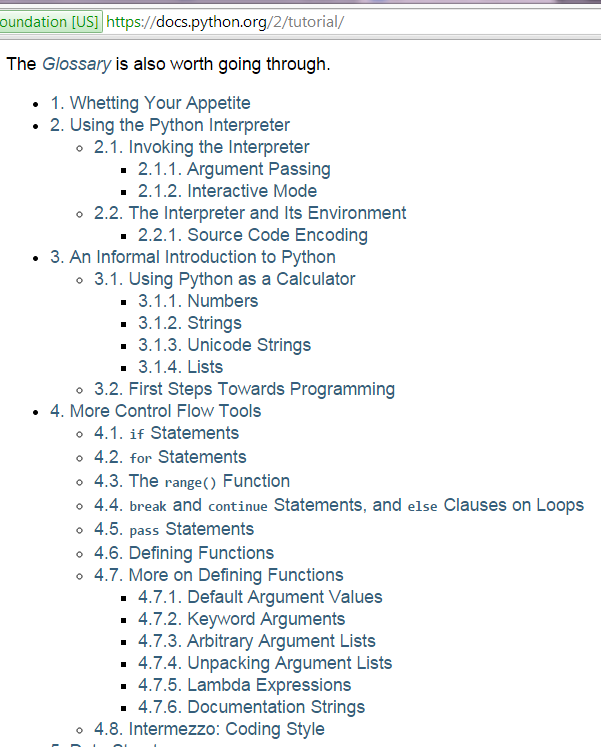 oundation [US] https://docs.python.org/2/tutorial/
The Glossary is also worth going through.
1. Whetting Your Appetite
2. Using the Python Interpreter
2.1. Invoking the Interpreter
2.1.1. Argument Passing
2.1.2. Interactive Mode
2.2. The Interpreter and Its Environment
2.2.1. Source Code Encoding
3. An Informal Introduction to Python
3.1. Using Python as a Calculator
3.1.1. Numbers
3.1.2. Strings
3.1.3. Unicode Strings
3.1.4. Lists
3.2. First Steps Towards Programming
4. More Control Flow Tools
4.1. if Statements
4.2. for Statements
4.3. The range() Function
4.4. break and continue Statements, and else Clauses on Loops
4.5. pass Statements
4.6. Defining Functions
4.7. More on Defining Functions
4.7.1. Default Argument Values
4.7.2. Keyword Arguments
4.7.3. Arbitrary Argument Lists
4.7.4. Unpacking Argument Lists
4.7.5. Lambda Expressions
4.7.6. Documentation Strings
4.8. Intermezzo: Coding Style